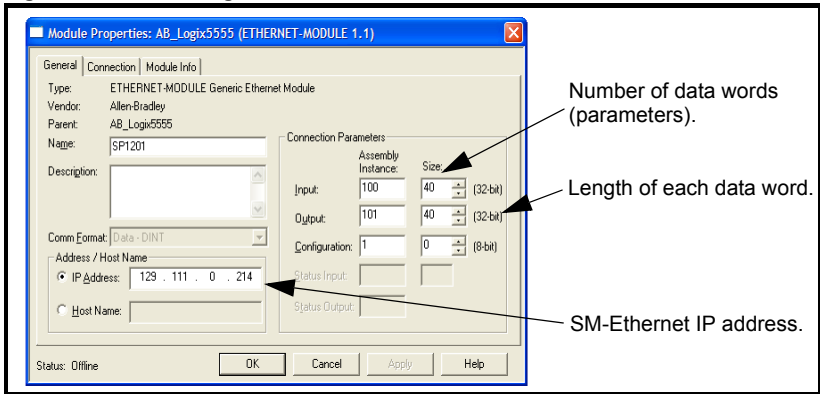 Module Properties: AB_Logix5555 (ETHERNET-MODULE 1.1)
General Connection Module Info
Type: ETHERNET-MODULE Generic Ethernet Module
Vendor: Allen-Bradley
Parent: AB_Logix5555
Name: SP1201
Description:
Comm Format: Data - DINT
Address / Host Name
IP Address: 129 . 111 . 0 . 214
Host Name:
Connection Parameters
Assembly
Instance: Size:
Input: 100 40 (32-bit)
Output: 101 40 (32-bit)
Configuration: 1 0 (8-bit)
Status Input:
Status Output:
Status: Offline OK Cancel Apply Help
Number of data words
(parameters).
Length of each data word.
SM-Ethernet IP address.